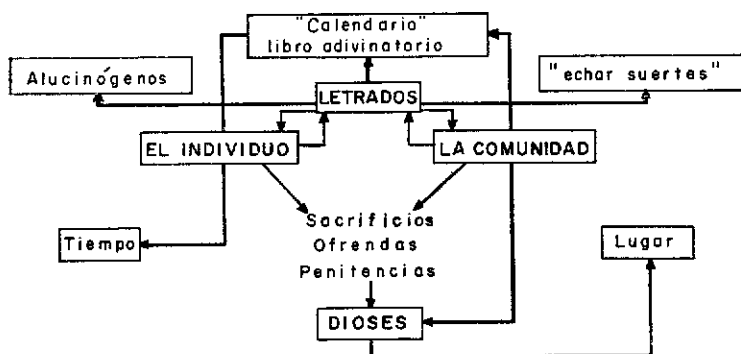 "Calendario"
libro adivinatorio
Alucinógenos
"echar suertes"
LETRADOS
EL INDIVIDUO
LA COMUNIDAD
Sacrificios
Ofrendas
Penitencias
Tiempo
Lugar
DIOSES